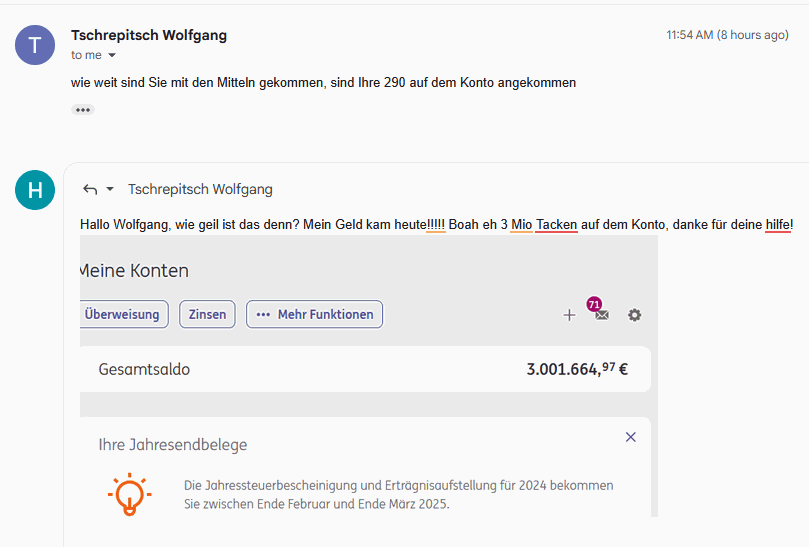 T
Tschrepitsch Wolfgang
11:54 AM (8 hours ago)
to me
wie weit sind Sie mit den Mitteln gekommen, sind Ihre 290 auf dem Konto angekommen
H
Tschrepitsch Wolfgang
Hallo Wolfgang, wie geil ist das denn? Mein Geld kam heute!!!!! Boah eh 3 Mio Tacken auf dem Konto, danke für deine hilfe!
Meine Konten
Überweisung
Zinsen
••• Mehr Funktionen
71
Gesamtsaldo
3.001.664,97 €
Ihre Jahresendbelege
Die Jahressteuerbescheinigung und Erträgnisaufstellung für 2024 bekommen
Sie zwischen Ende Februar und Ende März 2025.